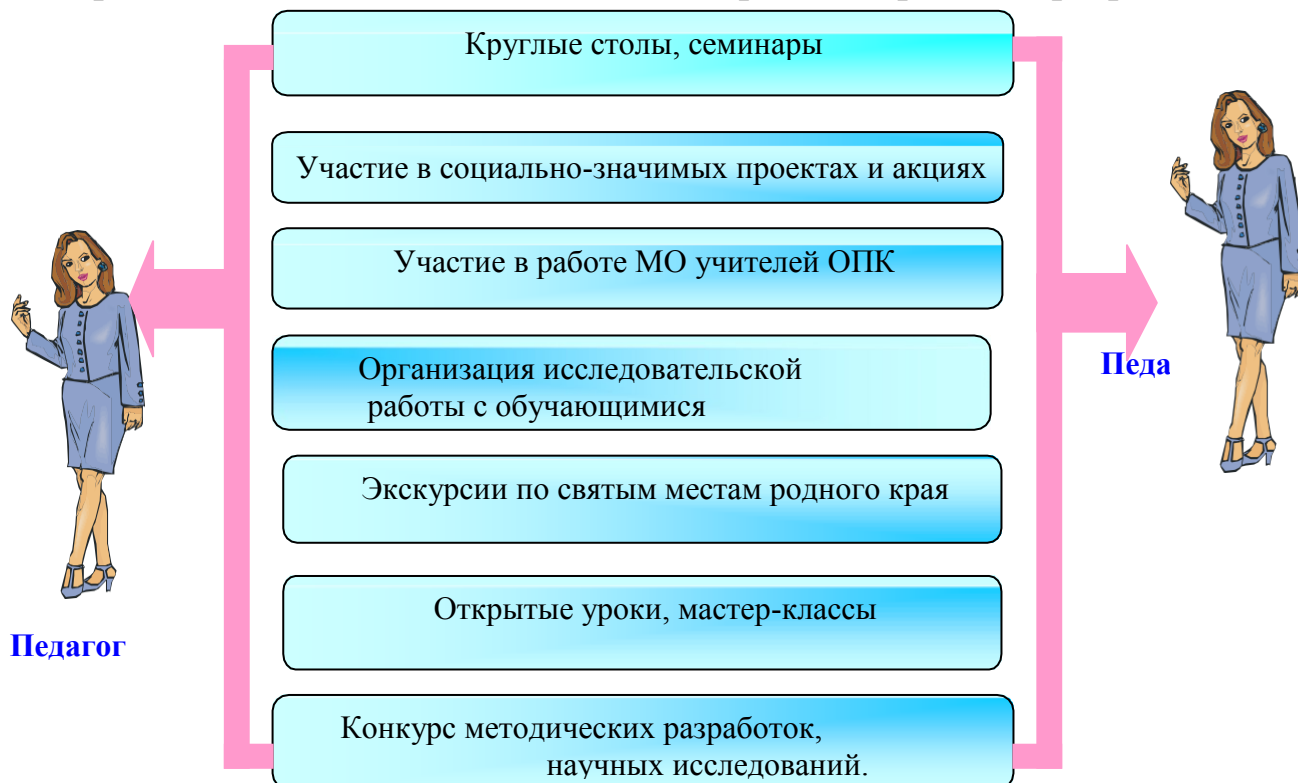 Круглые столы, семинары
Участие в социально-значимых проектах и акциях
Участие в работе МО учителей ОПК
Организация исследовательской
работы с обучающимися
Педа
Экскурсии по святым местам родного края
Открытые уроки, мастер-классы
Педагог
Конкурс методических разработок,
научных исследований.